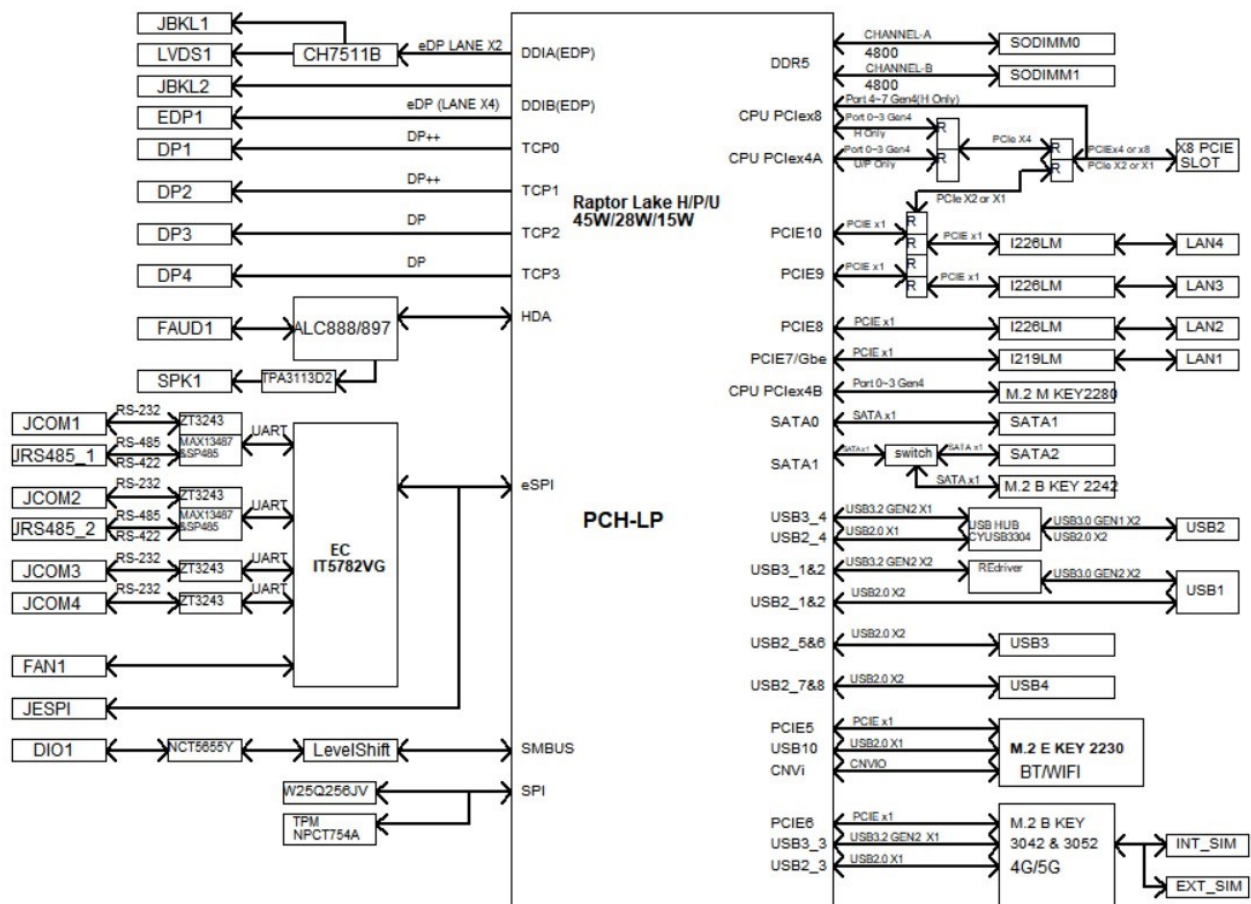 JBKL1
LVDS1
CH7511B
eDP LANE X2
DDIA(EDP)
JBKL2
EDP1
eDP (LANE X4)
DDIB(EDP)
DP1
DP++
TCP0
DP2
DP++
TCP1
DP3
DP
TCP2
DP4
DP
TCP3
FAUD1
ALC888/897
HDA
SPK1
TPA3113D2
JCOM1
RS-232
ZT3243
JRS485_1
RS-485
RS-422
MAX13487
&SP485
UART
JCOM2
RS-232
ZT3243
JRS485_2
RS-485
RS-422
MAX13487
&SP485
UART
JCOM3
RS-232
ZT3243
UART
JCOM4
RS-232
ZT3243
UART
EC
IT5782VG
eSPI
FAN1
JESPI
DIO1
NCT5655Y
LevelShift
SMBUS
W25Q256JV
SPI
TPM
NPCT754A
Raptor Lake H/P/U
45W/28W/15W
PCH-LP
DDR5
CHANNEL-A
4800
SODIMM0
CHANNEL-B
4800
SODIMM1
CPU PCIex8
Port 4~7 Gen4(H Only)
Port 0~3 Gen4
H Only
R
CPU PCIex4A
Port 0~3 Gen4
U/P Only
R
PCIe X4
R
R
PCIEx4 or x8
PCIe X2 or X1
X8 PCIE
SLOT
PCIe X2 or X1
PCIE10
PCIE x1
R
R
PCIE x1
I226LM
LAN4
PCIE9
PCIE x1
R
R
PCIE x1
I226LM
LAN3
PCIE8
PCIE x1
I226LM
LAN2
PCIE7/Gbe
PCIE x1
I219LM
LAN1
CPU PCIex4B
Port 0~3 Gen4
M.2 M KEY2280
SATA0
SATA x1
SATA1
SATA1
SATAx1
switch
SATA x1
SATA2
SATA x1
M.2 B KEY 2242
USB3_4
USB3.2 GEN2 X1
USB2_4
USB2.0 X1
USB HUB
CYUSB3304
USB3.0 GEN1 X2
USB2.0 X2
USB2
USB3_1&2
USB3.2 GEN2 X2
REdriver
USB3.0 GEN2 X2
USB1
USB2_1&2
USB2.0 X2
USB2_5&6
USB2.0 X2
USB3
USB2_7&8
USB2.0 X2
USB4
PCIE5
PCIE x1
USB10
USB2.0 X1
CNVi
CNVIO
M.2 E KEY 2230
BT/WIFI
PCIE6
PCIE x1
USB3_3
USB3.2 GEN2 X1
USB2_3
USB2.0 X1
M.2 B KEY
3042 & 3052
4G/5G
INT_SIM
EXT_SIM